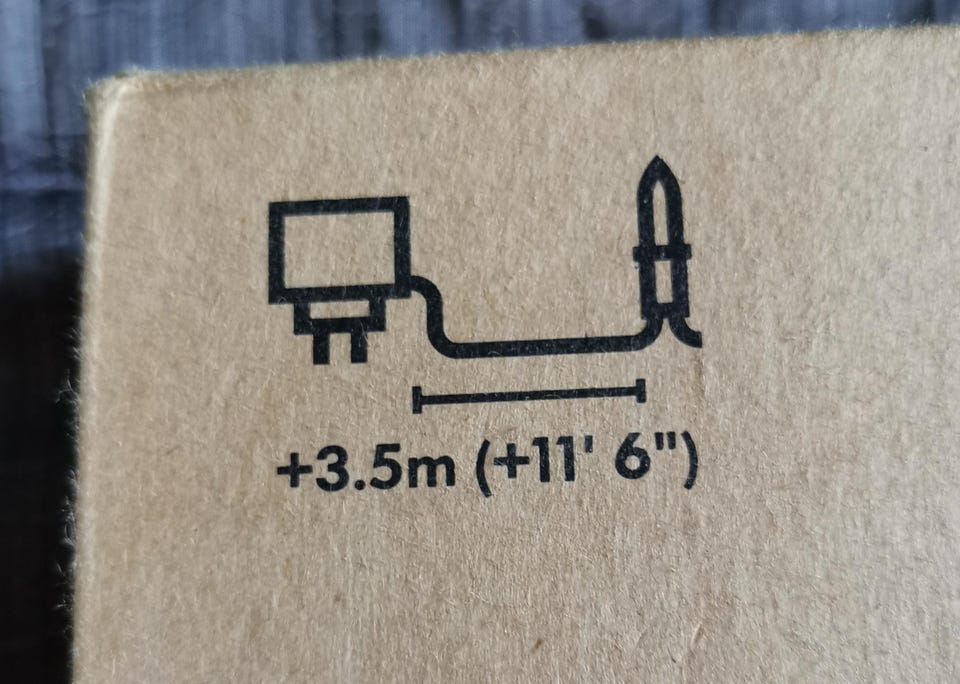 +3.5m (+11' 6")